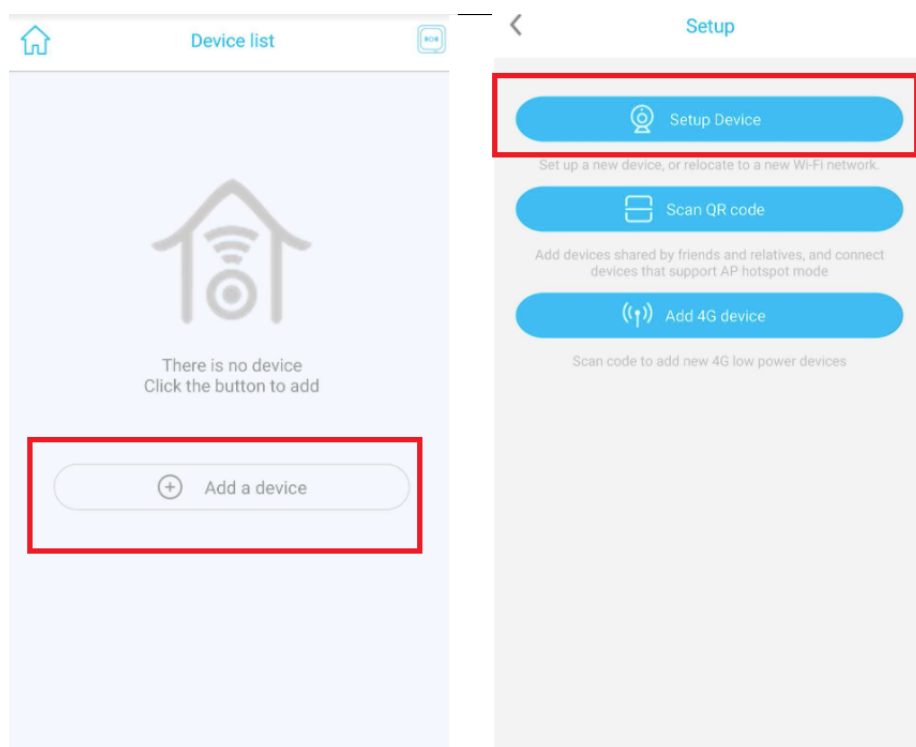 Device list
There is no device
Click the button to add
Add a device
Setup
Setup Device
Set up a new device, or relocate to a new Wi-Fi network.
Scan QR code
Add devices shared by friends and relatives, and connect
devices that support AP hotspot mode
Add 4G device
Scan code to add new 4G low power devices